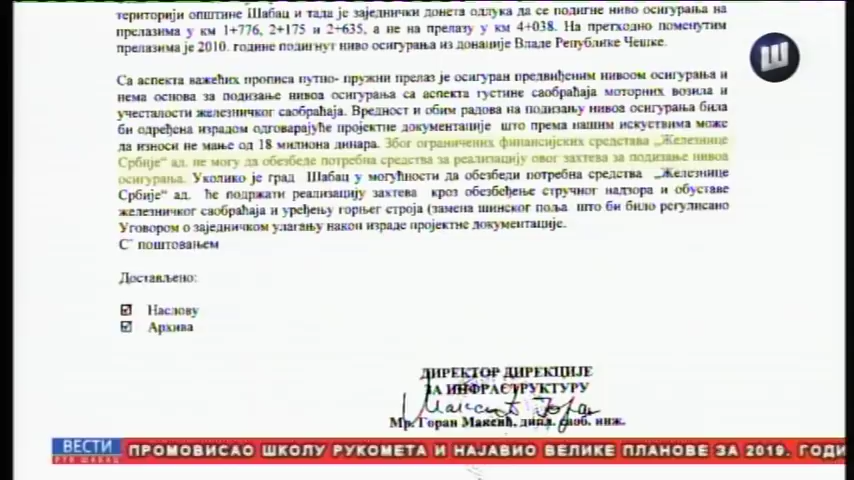 територији општине Шабац и тада је заједнички донета одлука да се подигне ниво осигурања на
прелазима у км 1+776, 2+175 и 2+635, а не на прелазу у км 4+038. На претходно поменутим
прелазима је 2010. године подигнут ниво осигурања из донације Владе Републике Чешке.
Са аспекта важећих прописа путно- пружни прелаз је осигуран предвиђеним нивоом осигурања и
нема основа за подизање нивоа осигурања са аспекта густине саобраћаја моторних возила и
учесталости железничког саобраћаја. Вредност и обим радова на подизању нивоа осигурања била
би одређена израдом одговарајуће пројектне документације што према нашим искуствима може
да износи не мање од 18 милиона динара. Због ограничених финансијских средстава „Железнице
Србије“ ад. не могу да обезбеде потребна средства за реализацију овог захтева за подизање нивоа
осигурања. Уколико је град Шабац у могућности да обезбеди потребна средства „Железнице
Србије“ ад. ће подржати реализацију захтева кроз обезбеђење стручног надзора и обуставе
железничког саобраћаја и уређењу горњег строја (замена шинског поља што би било регулисано
Уговором о заједничком улагању након израде пројектне документације.
С˝ поштовањем
Достављено:
Наслову
Архива
ДИРЕКТОР ДИРЕКЦИЈЕ
ЗА ИНФРАСТРУКТУРУ
Максић Горан
Мр. Горан Максић, дипл. саоб. инж.
Ш
ВЕСТИ
РТВ ШАБАЦ
ПРОМОВИСАО ШКОЛУ РУКОМЕТА И НАЈАВИО ВЕЛИКЕ ПЛАНОВЕ ЗА 2019. ГОДИ